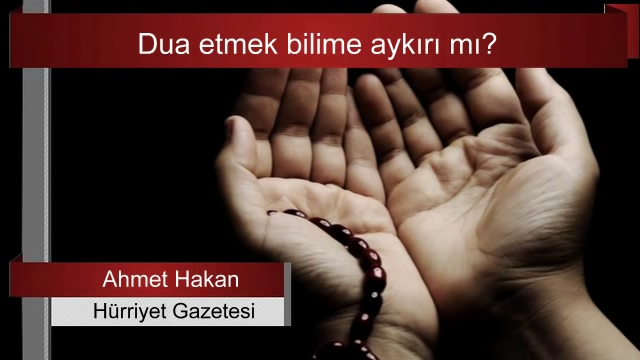 Dua etmek bilime aykırı mı?
Ahmet Hakan
Hürriyet Gazetesi